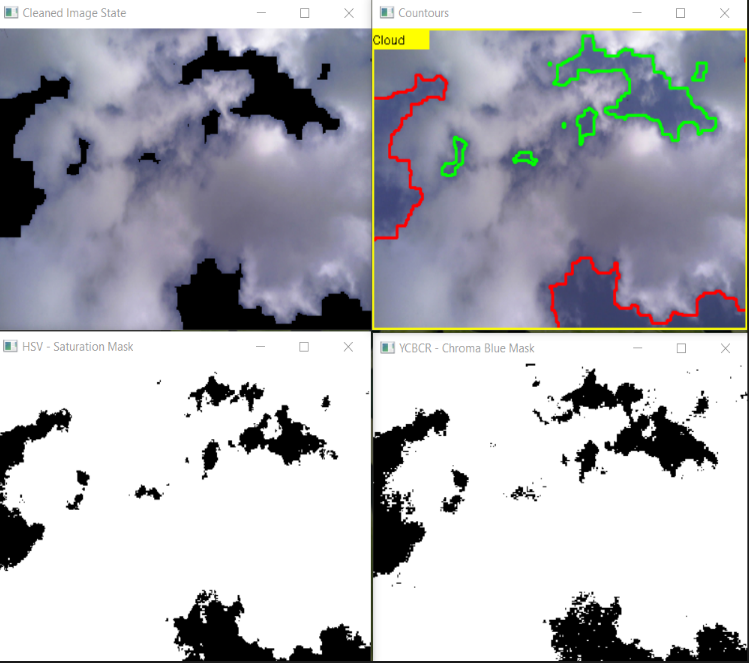 Cleaned Image State
Countours
Cloud
HSV - Saturation Mask
YCBCR - Chroma Blue Mask